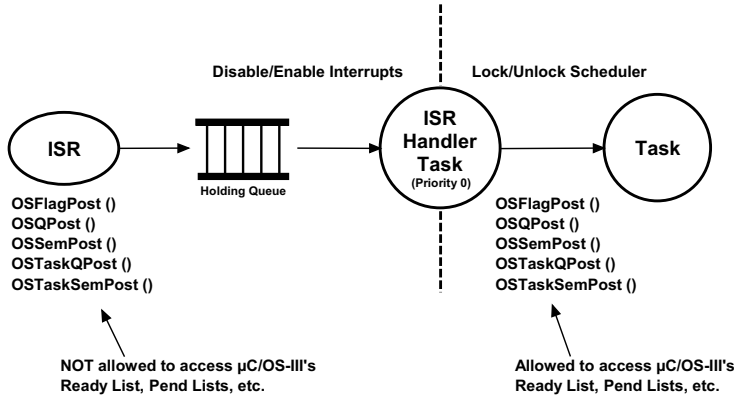 Disable/Enable Interrupts
Lock/Unlock Scheduler
ISR
Holding Queue
ISR
Handler
Task
(Priority 0)
Task
OSFlagPost ()
OSQPost ()
OSSemPost ()
OSTaskQPost ()
OSTaskSemPost ()
OSFlagPost ()
OSQPost ()
OSSemPost ()
OSTaskQPost ()
OSTaskSemPost ()
NOT allowed to access µC/OS-III's
Ready List, Pend Lists, etc.
Allowed to access µC/OS-III's
Ready List, Pend Lists, etc.